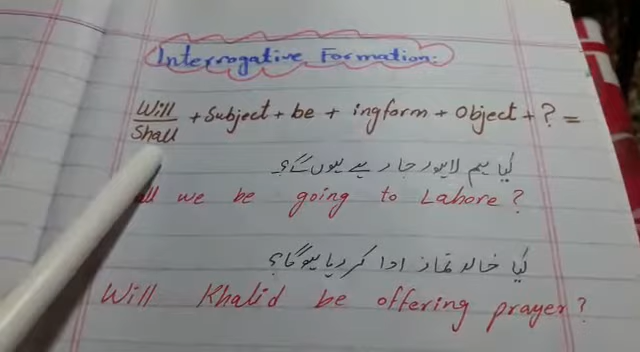 Interrogative Formation.
Will
Shall + Subject + be + ingform + Object + ? =
کیا ہم لاہور جا رہے ہوں گے؟
we be going to Lahore?
کیا خالد نماز ادا کر رہا ہوگا؟
Will Khalid be offering prayer?